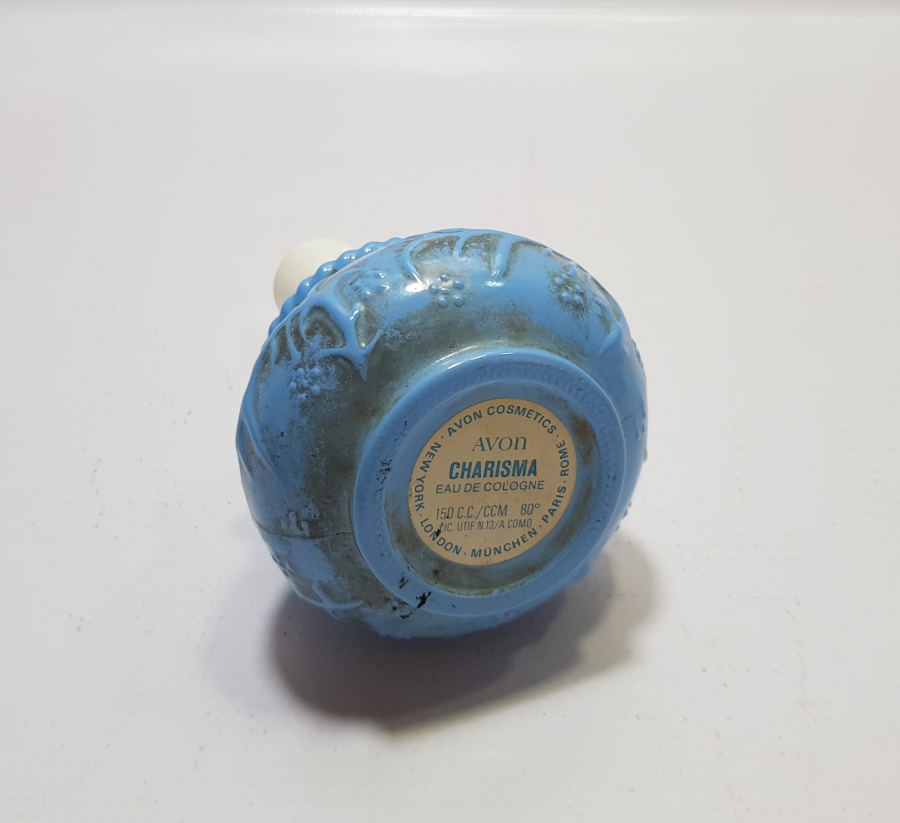 · AVON COSMETICS ·
AVON
CHARISMA
EAU DE COLOGNE
150 C.C./CCM 80°
LIC. UTIF N.13/A COMO
NEW YORK · LONDON · MÜNCHEN · PARIS · ROME